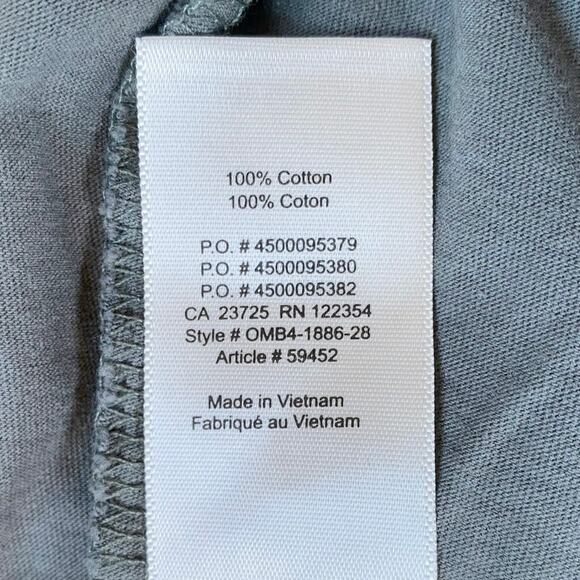 100% Cotton
100% Coton
P.O. # 4500095379
P.O. # 4500095380
P.O. # 4500095382
CA 23725 RN 122354
Style # OMB4-1886-28
Article # 59452
Made in Vietnam
Fabriqué au Vietnam